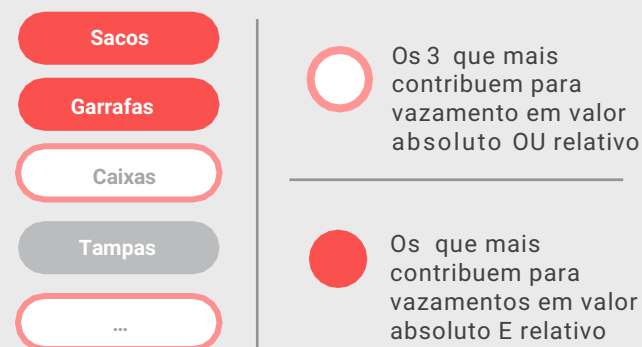 Sacos
Garrafas
Caixas
Tampas
...
Os 3 que mais
contribuem para
vazamento em valor
absoluto OU relativo
Os que mais
contribuem para
vazamentos em valor
absoluto E relativo